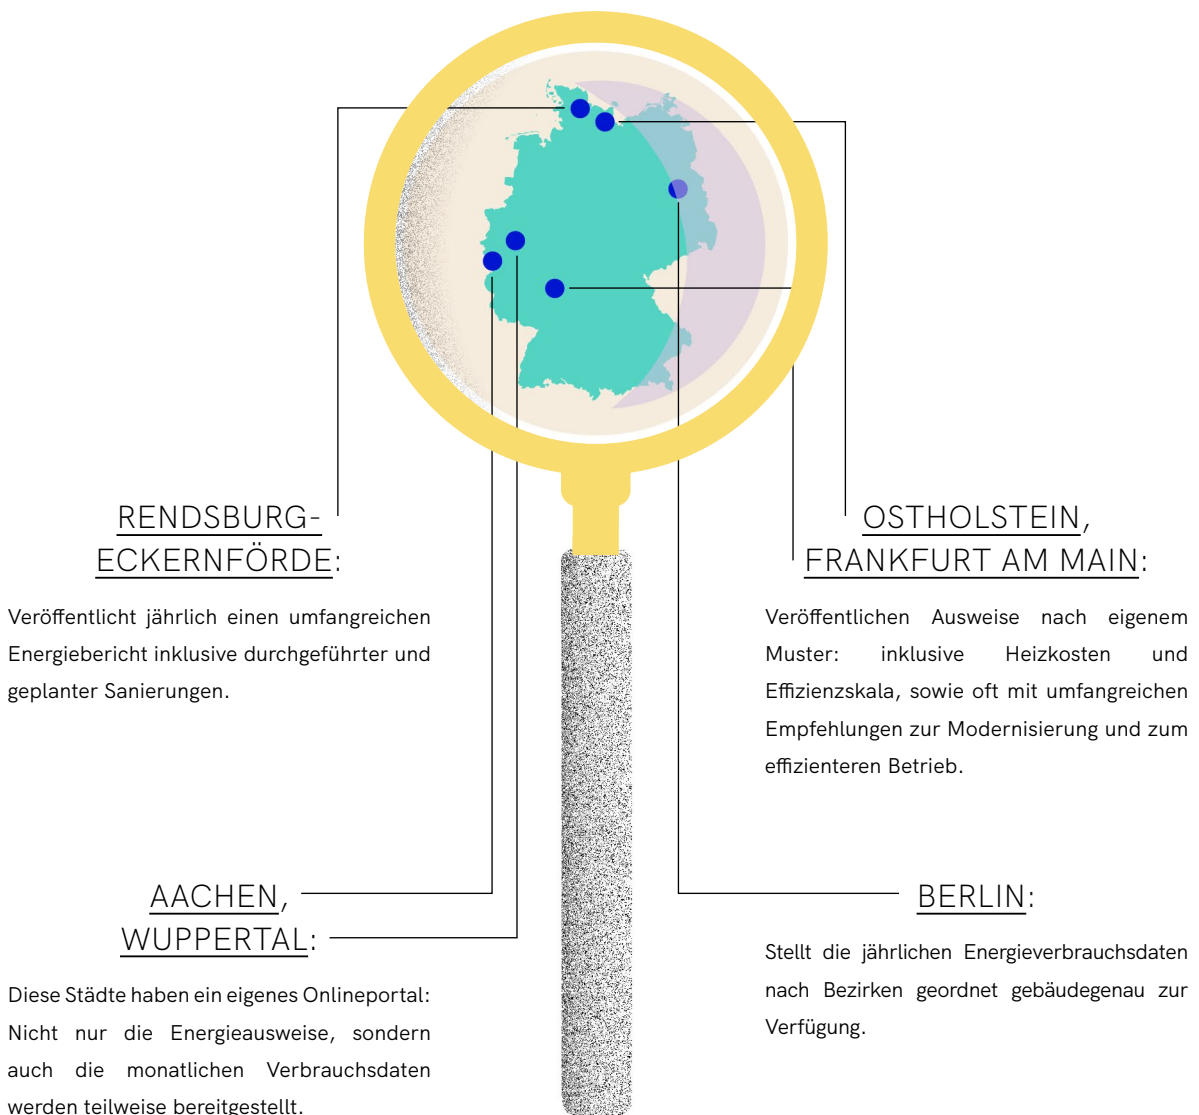 RENDSBURG-
ECKERNFÖRDE:
Veröffentlicht jährlich einen umfangreichen
Energiebericht inklusive durchgeführter und
geplanter Sanierungen.
OSTHOLSTEIN,
FRANKFURT AM MAIN:
Veröffentlichen Ausweise nach eigenem
Muster: inklusive Heizkosten und
Effizienzskala, sowie oft mit umfangreichen
Empfehlungen zur Modernisierung und zum
effizienteren Betrieb.
AACHEN,
WUPPERTAL:
Diese Städte haben ein eigenes Onlineportal:
Nicht nur die Energieausweise, sondern
auch die monatlichen Verbrauchsdaten
werden teilweise bereitgestellt.
BERLIN:
Stellt die jährlichen Energieverbrauchsdaten
nach Bezirken geordnet gebäudegenau zur
Verfügung.